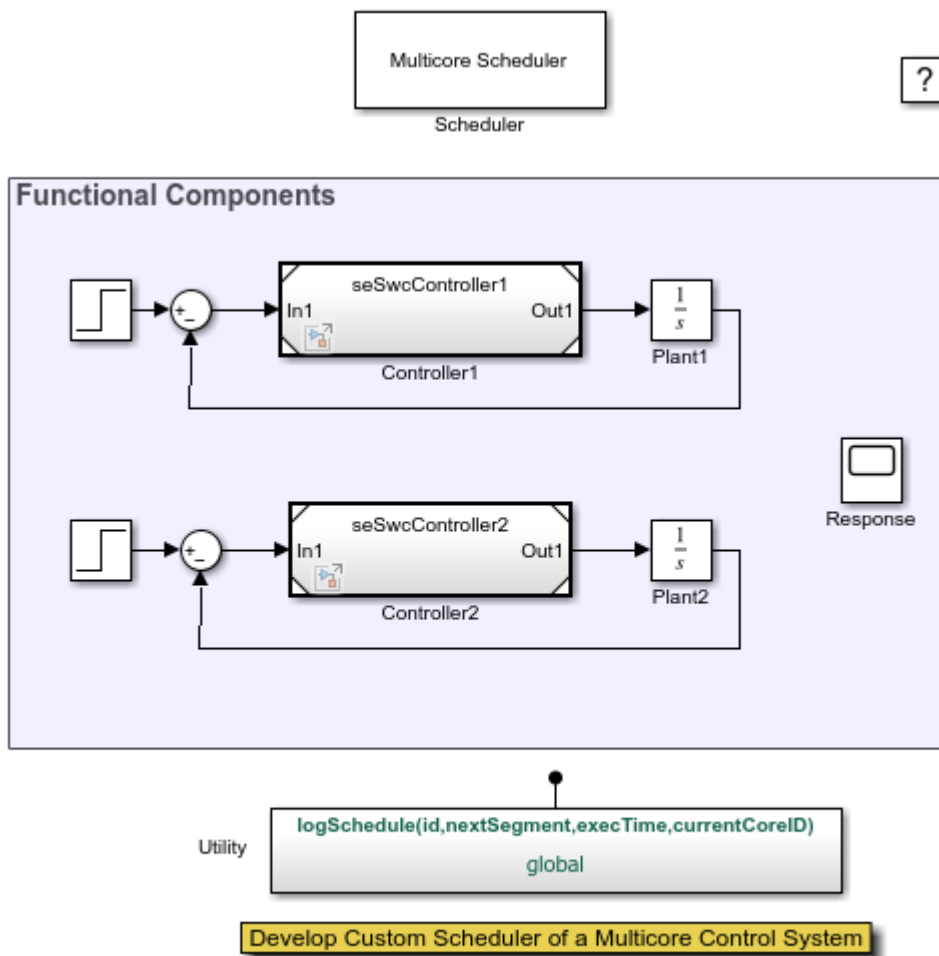 Multicore Scheduler
?
Scheduler
Functional Components
seSwcController1
+
−
In1
Out1
1
s
Controller1
Plant1
Response
seSwcController2
+
−
In1
Out1
1
s
Controller2
Plant2
logSchedule(id,nextSegment,execTime,currentCoreID)
Utility
global
Develop Custom Scheduler of a Multicore Control System